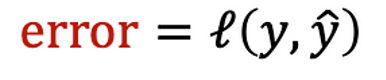 error = ℓ(y, ŷ)